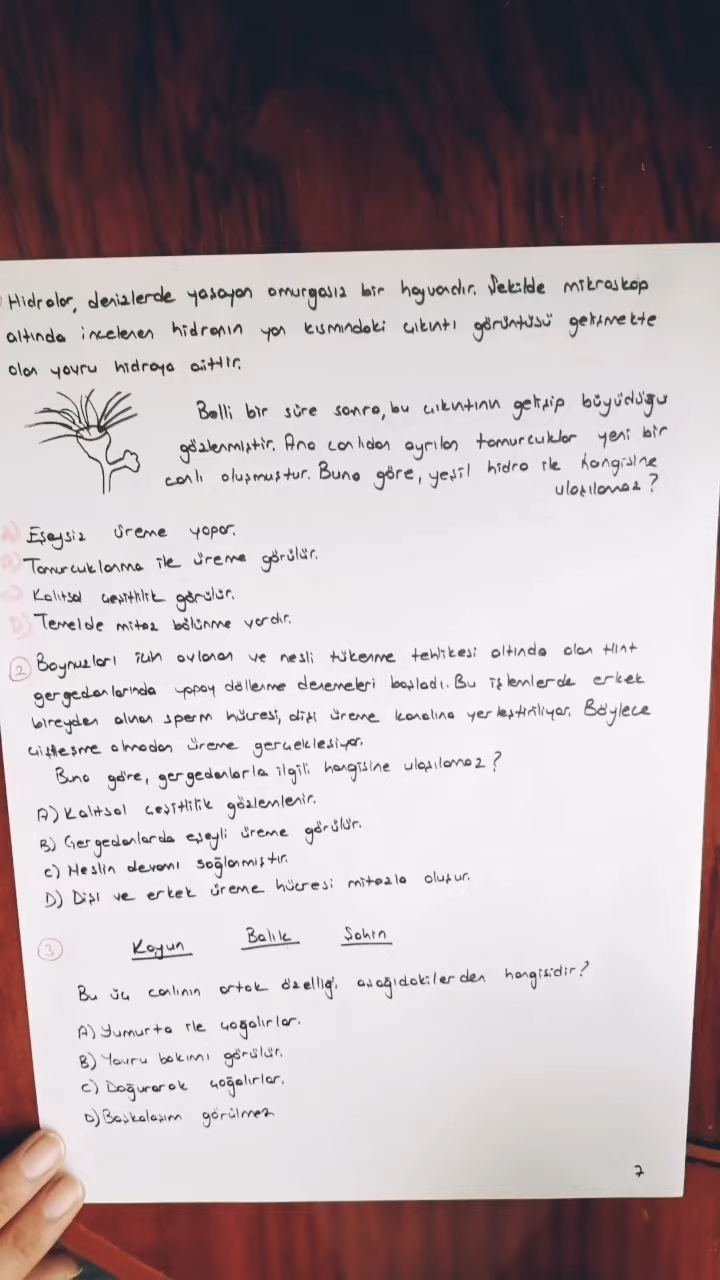 Hidralar, denizlerde yaşayan omurgasız bir hayvandır. Şekilde mikroskop
altında incelenen hidranın yan kısmındaki çıkıntı görüntüsü gelişmekte
olan yavru hidraya aittir.
Belli bir süre sonra, bu çıkıntının gelişip büyüdüğü
gözlenmiştir. Ana canlıdan ayrılan tomurcuklar yeni bir
canlı oluşmuştur. Buna göre, yeşil hidra ile hangisine
ulaşılamaz?
A) Eşeysiz üreme yapar.
B) Tomurcuklanma ile üreme görülür.
C) Kalıtsal çeşitlilik görülür.
D) Temelde mitoz bölünme vardır.
2 Boynuzları için avlanan ve nesli tükenme tehlikesi altında olan Hint
gergedanlarında yapay döllenme denemeleri başladı. Bu işlemlerde erkek
bireyden alınan sperm hücresi, dişi üreme kanalına yerleştiriliyor. Böylece
çiftleşme olmadan üreme gerçekleşiyor.
Buna göre, gergedanlarla ilgili hangisine ulaşılamaz?
A) Kalıtsal çeşitlilik gözlemlenir.
B) Gergedanlarda eşeyli üreme görülür.
C) Neslin devamı sağlanmıştır.
D) Dişi ve erkek üreme hücresi mitozla oluşur.
3 Koyun Balık Şahin
Bu üç canlının ortak özelliği aşağıdakilerden hangisidir?
A) Yumurta ile çoğalırlar.
B) Yavru bakımı görülür.
C) Doğurarak çoğalırlar.
D) Başkalaşım görülmez
7